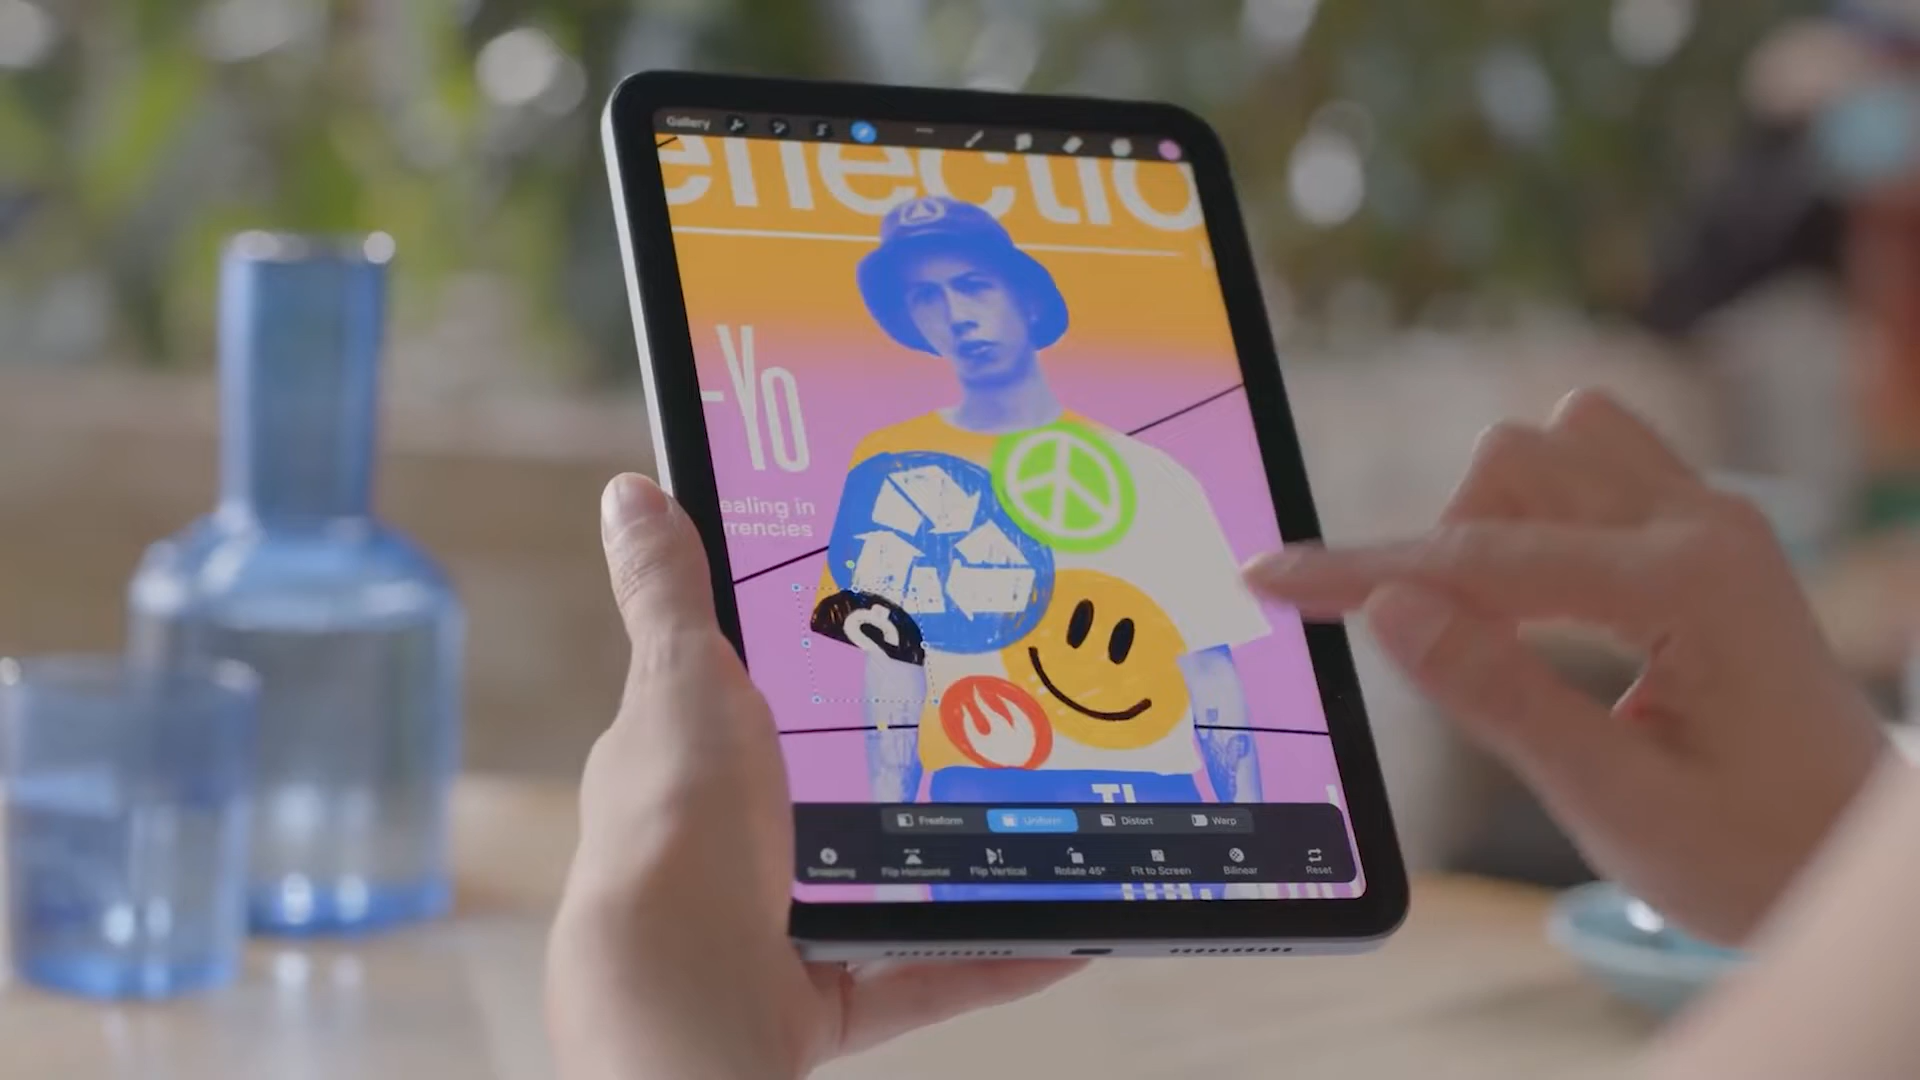 Gallery
eflectio
-Yo
ealing in
rrencies
Freeform
Uniform
Distort
Warp
Snapping
Flip Horizontal
Flip Vertical
Rotate 45°
Fit to Screen
Bilinear
Reset